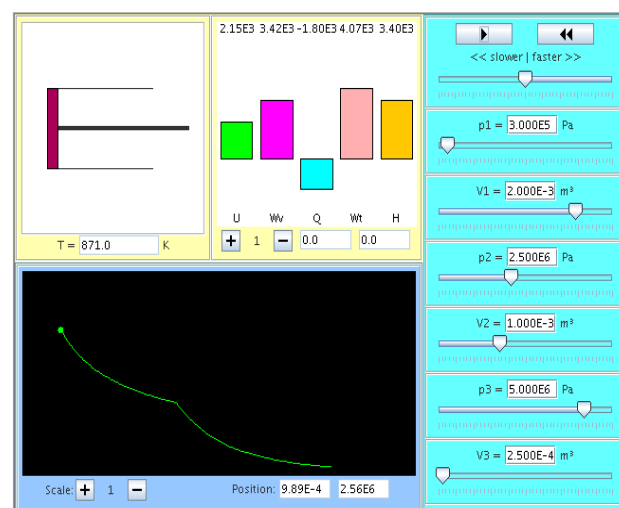 2.15E3 3.42E3 -1.80E3 4.07E3 3.40E3
U Wv Q Wt H
+ 1 − 0.0 0.0
T = 871.0 K
<< slower | faster >>
p1 = 3.000E5 Pa
V1 = 2.000E-3 m³
p2 = 2.500E6 Pa
V2 = 1.000E-3 m³
p3 = 5.000E6 Pa
V3 = 2.500E-4 m³
Scale: + 1 − Position: 9.89E-4 2.56E6